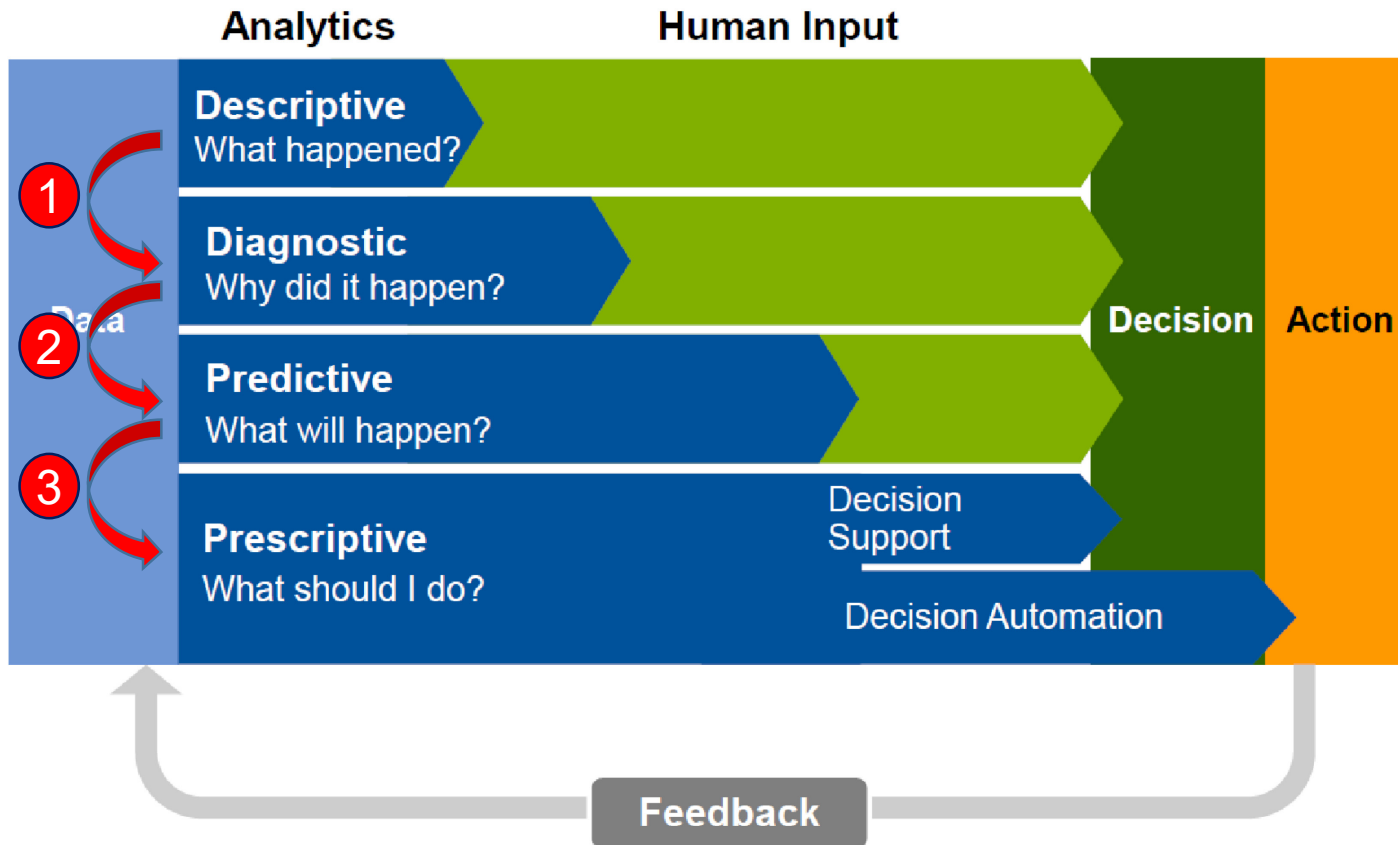 Analytics
Human Input
Descriptive
What happened?
1
Diagnostic
Why did it happen?
Data
Decision
Action
2
Predictive
What will happen?
3
Decision
Support
Prescriptive
What should I do?
Decision Automation
Feedback